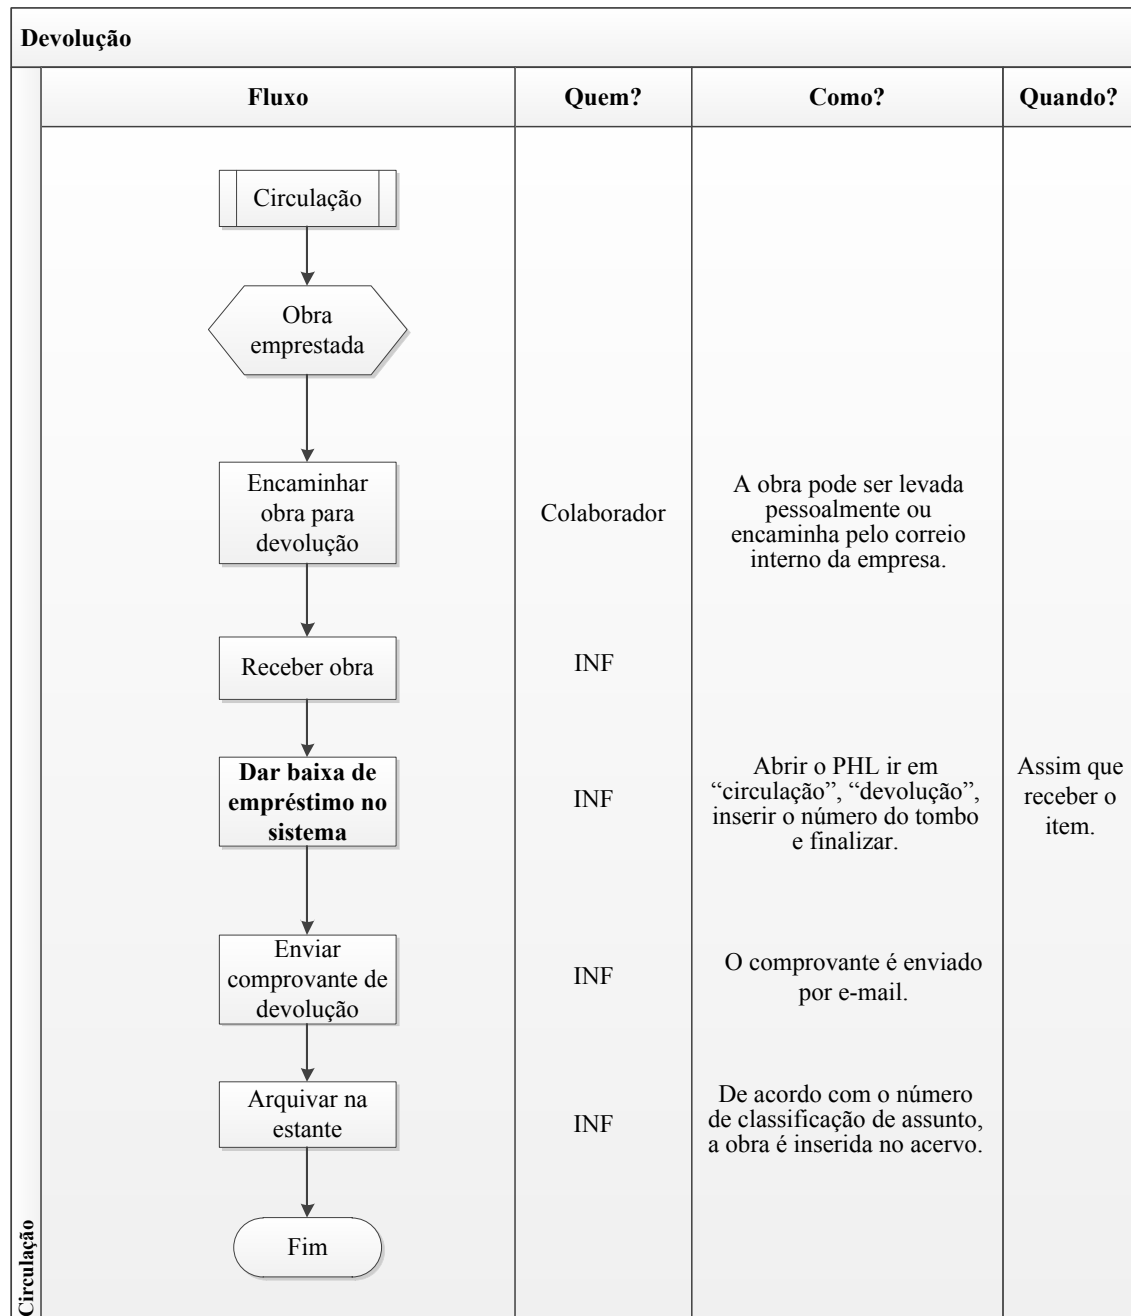 Devolução
Fluxo
Quem?
Como?
Quando?
Circulação
Obra
emprestada
Encaminhar
obra para
devolução
Colaborador
A obra pode ser levada
pessoalmente ou
encaminha pelo correio
interno da empresa.
Receber obra
INF
Dar baixa de
empréstimo no
sistema
INF
Abrir o PHL ir em
“circulação”, “devolução”,
inserir o número do tombo
e finalizar.
Assim que
receber o
item.
Enviar
comprovante de
devolução
INF
O comprovante é enviado
por e-mail.
Arquivar na
estante
INF
De acordo com o número
de classificação de assunto,
a obra é inserida no acervo.
Fim
Circulação